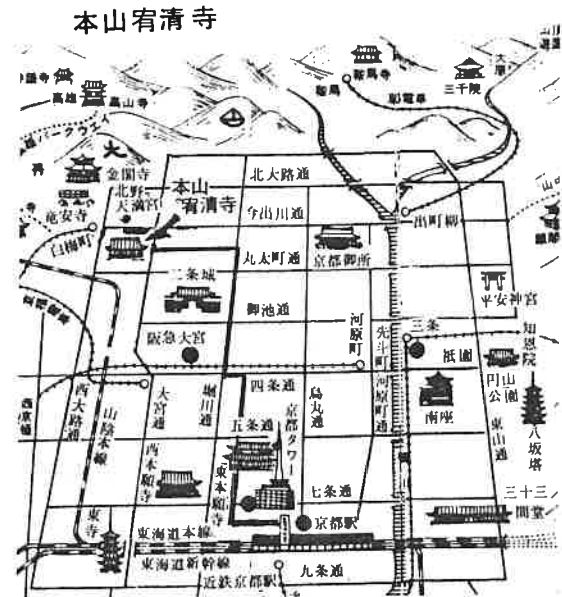 本山宥清寺
高雄
高山寺
鞍馬
鞍馬寺
叡電車
三千院
大原
大
金閣寺
北野天満宮
本山宥清寺
竜安寺
白梅町
北大路通
今出川通
出町柳
丸太町通
京都御所
二条城
御池通
平安神宮
阪急大宮
河原町
先斗町
三条
祇園
知恩院
円山公園
四条通
西大路通
山陰本線
大宮通
堀川通
烏丸通
河原町通
南座
東山通
八坂塔
五条通
京都タワー
西本願寺
東本願寺
七条通
三十三間堂
東寺
京都駅
東海道本線
東海道新幹線
近鉄京都駅
九条通